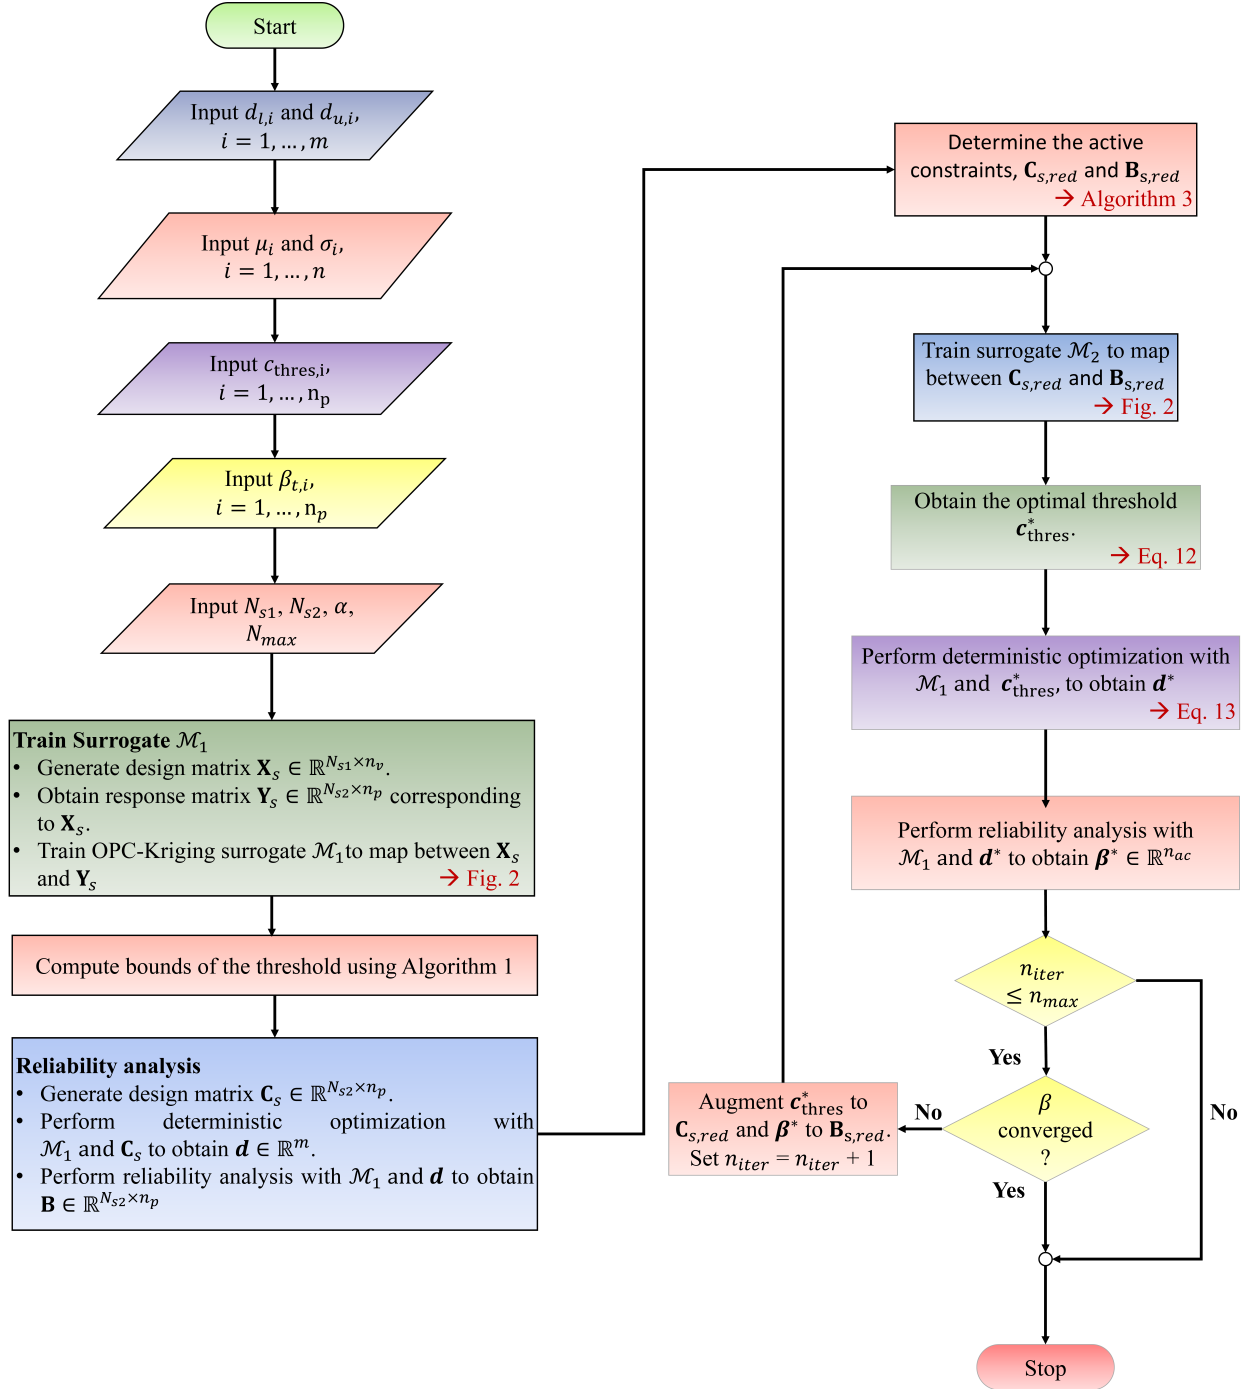 Start
Input d_{l,i} and d_{u,i},
i = 1, … , m
Input μ_i and σ_i,
i = 1, … , n
Input c_{thres,i},
i = 1, … , n_p
Input β_{t,i},
i = 1, … , n_p
Input N_{s1}, N_{s2}, α,
N_{max}
Train Surrogate ℳ_1
• Generate design matrix 𝐗_s ∈ ℝ^{N_{s1}×n_v}.
• Obtain response matrix 𝐘_s ∈ ℝ^{N_{s2}×n_p} corresponding
to 𝐗_s.
• Train OPC-Kriging surrogate ℳ_1 to map between 𝐗_s
and 𝐘_s
→ Fig. 2
Compute bounds of the threshold using Algorithm 1
Reliability analysis
• Generate design matrix 𝐂_s ∈ ℝ^{N_{s2}×n_p}.
• Perform deterministic optimization with
ℳ_1 and 𝐂_s to obtain 𝒅 ∈ ℝ^m.
• Perform reliability analysis with ℳ_1 and 𝒅 to obtain
𝐁 ∈ ℝ^{N_{s2}×n_p}
Determine the active
constraints, 𝐂_{s,red} and 𝐁_{s,red}
→ Algorithm 3
Train surrogate ℳ_2 to map
between 𝐂_{s,red} and 𝐁_{s,red}
→ Fig. 2
Obtain the optimal threshold
𝒄*_{thres}.
→ Eq. 12
Perform deterministic optimization with
ℳ_1 and 𝒄*_{thres}, to obtain 𝒅*
→ Eq. 13
Perform reliability analysis with
ℳ_1 and 𝒅* to obtain 𝜷* ∈ ℝ^{n_{ac}}
n_{iter}
≤ n_{max}
Yes
No
β
converged
?
No
Yes
Augment 𝒄*_{thres} to
𝐂_{s,red} and 𝜷* to 𝐁_{s,red}.
Set n_{iter} = n_{iter} + 1
Stop